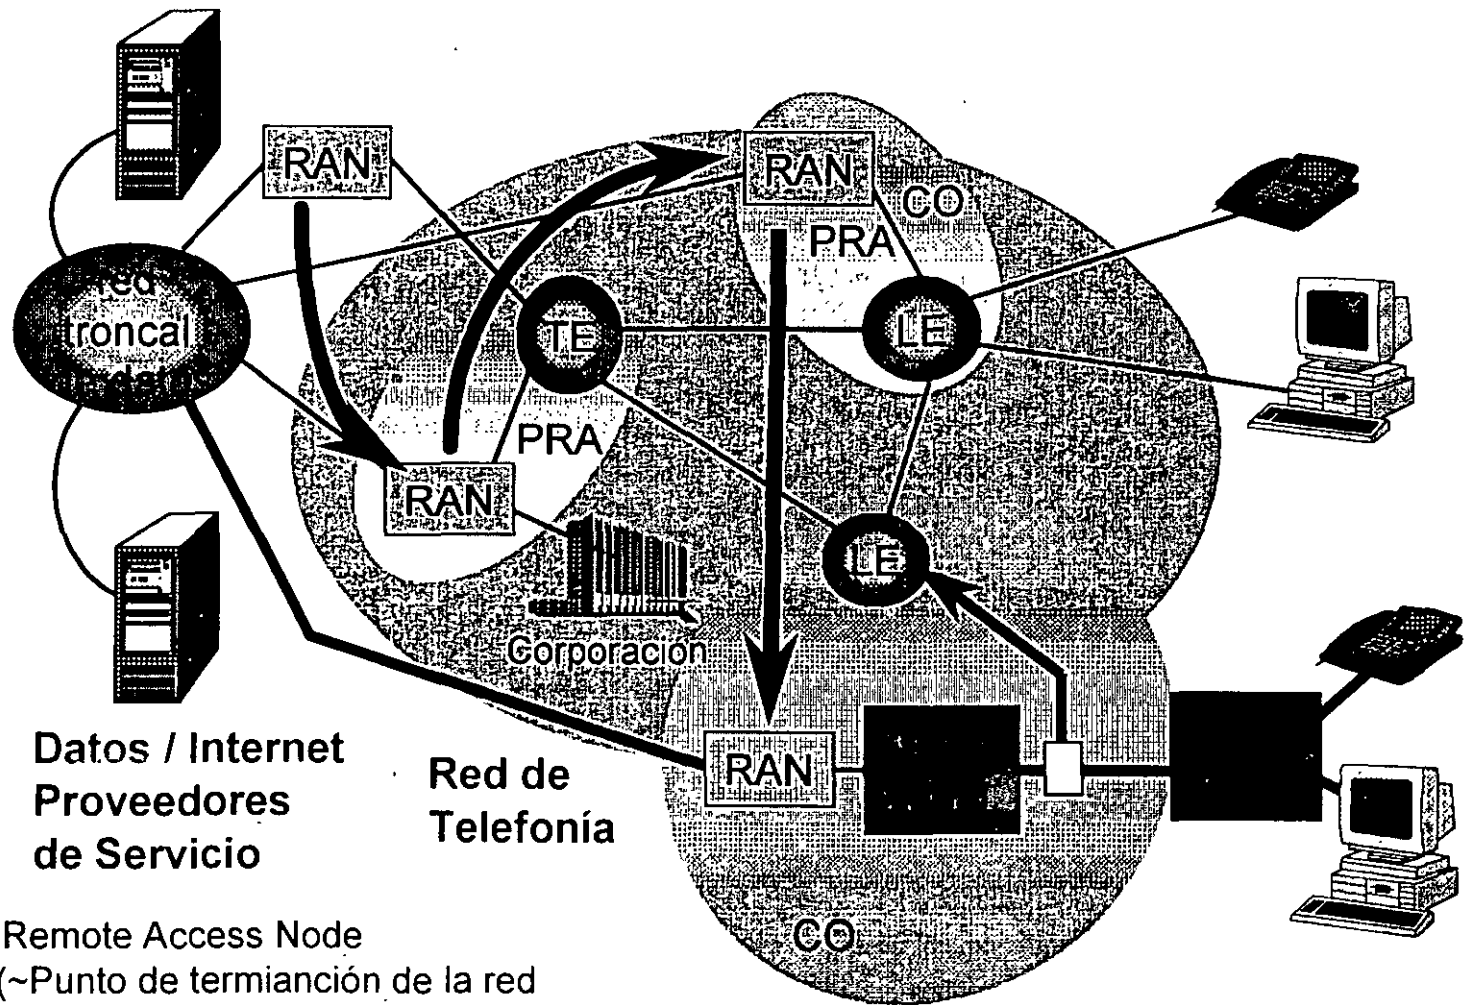 RAN
RAN
CO
PRA
red
troncal
TE
LE
PRA
RAN
LE
Corporación
RAN
Datos / Internet
Proveedores
de Servicio
Red de
Telefonía
CO
Remote Access Node
(~Punto de termianción de la red